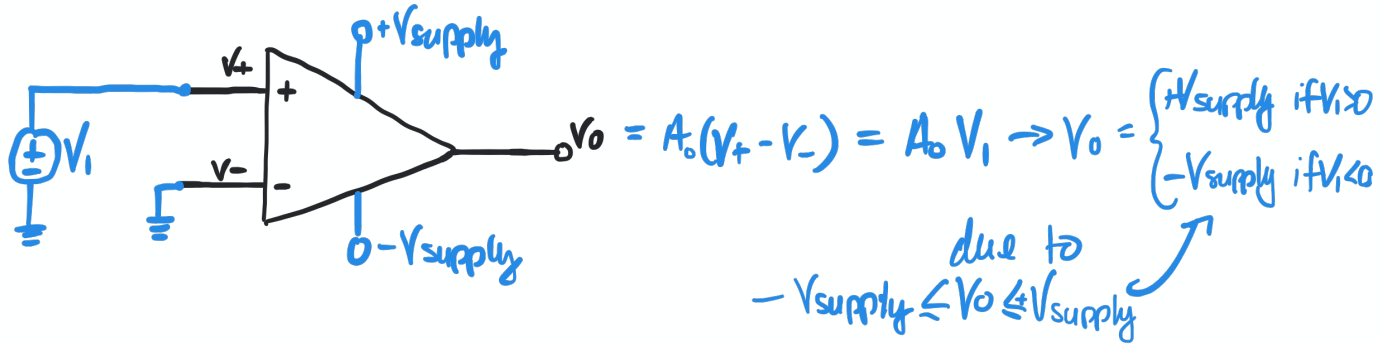 +Vsupply
V+
+
V1
+
-
V-
-
-Vsupply
Vo = Ao(V+ - V-) = Ao V1 → Vo = { +Vsupply if V1>0
-Vsupply if V1<0
due to
- Vsupply ≤ Vo ≤ +Vsupply